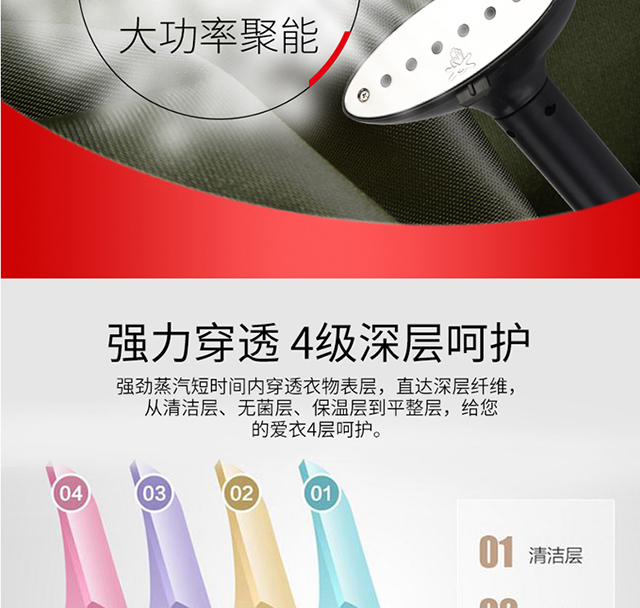 大功率聚能
强力穿透 4级深层呵护
强劲蒸汽短时间内穿透衣物表层，直达深层纤维，
从清洁层、无菌层、保温层到平整层，给您
的爱衣4层呵护。
04 03 02 01
01 清洁层